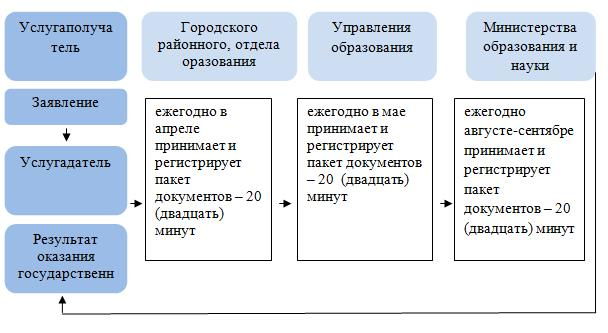 Услугаполуча
тель
Городского
районного, отдела
оразования
Управления
образования
Министерства
образования и
науки
Заявление
Услугадатель
Результат
оказания
государственн
ежегодно в
апреле
принимает и
регистрирует
пакет
документов – 20
(двадцать)
минут
ежегодно в мае
принимает и
регистрирует
пакет документов
– 20 (двадцать)
минут
ежегодно
августе-сентябре
принимает и
регистрирует
пакет
документов – 20
(двадцать) минут